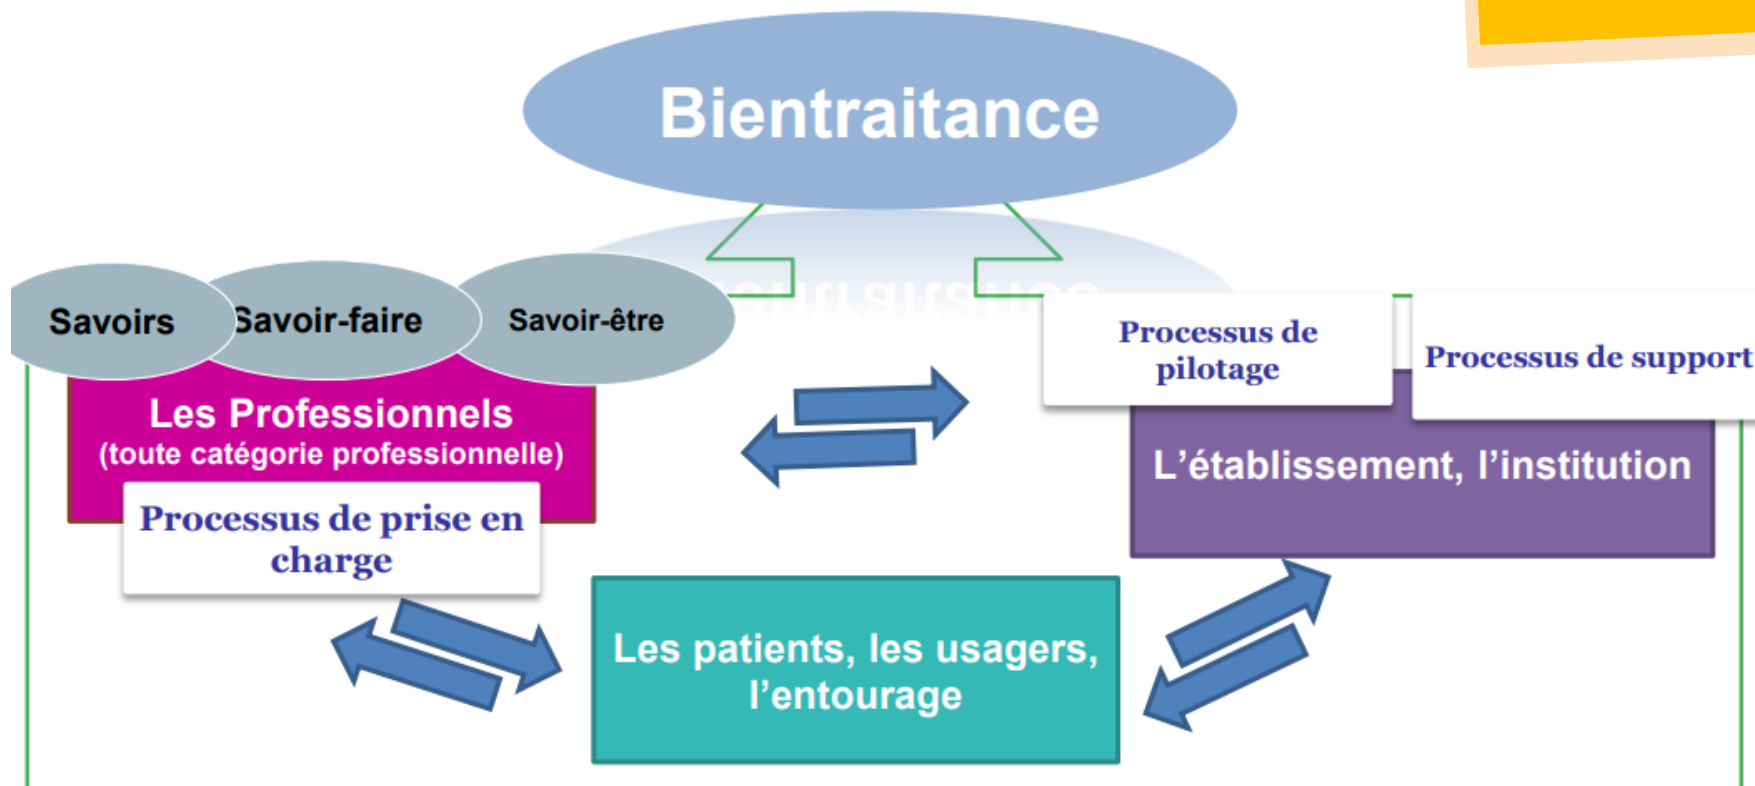 Bientraitance
Savoirs
Savoir-faire
Savoir-être
Les Professionnels
(toute catégorie professionnelle)
Processus de prise en
charge
Processus de
pilotage
Processus de support
L’établissement, l’institution
Les patients, les usagers,
l’entourage